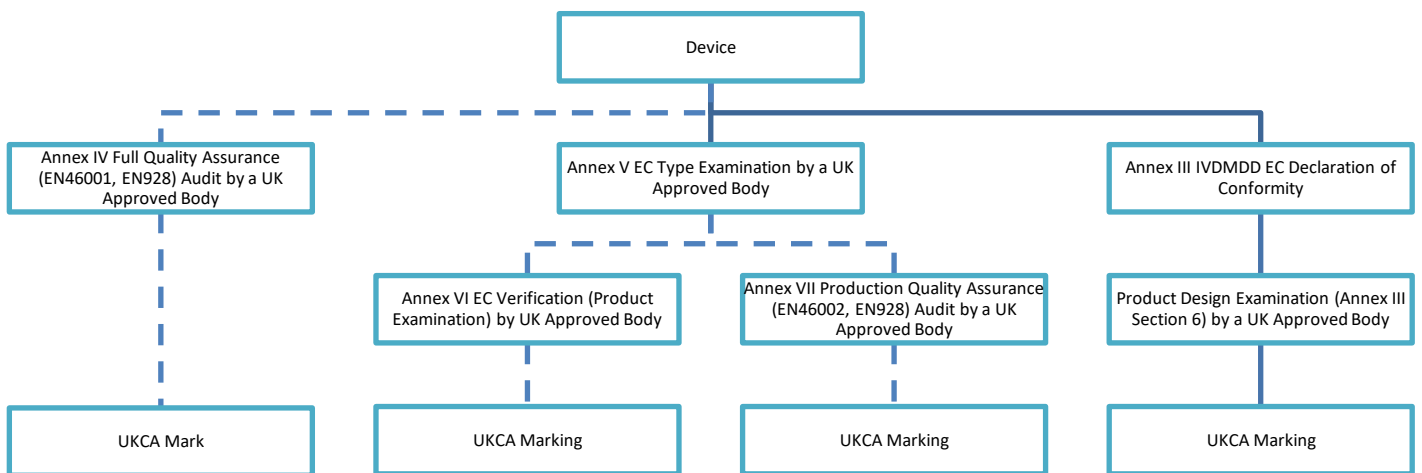 Device
Annex IV Full Quality Assurance
(EN46001, EN928) Audit by a UK
Approved Body
Annex V EC Type Examination by a UK
Approved Body
Annex III IVDMDD EC Declaration of
Conformity
Annex VI EC Verification (Product
Examination) by UK Approved Body
Annex VII Production Quality Assurance
(EN46002, EN928) Audit by a UK
Approved Body
Product Design Examination (Annex III
Section 6) by a UK Approved Body
UKCA Mark
UKCA Marking
UKCA Marking
UKCA Marking